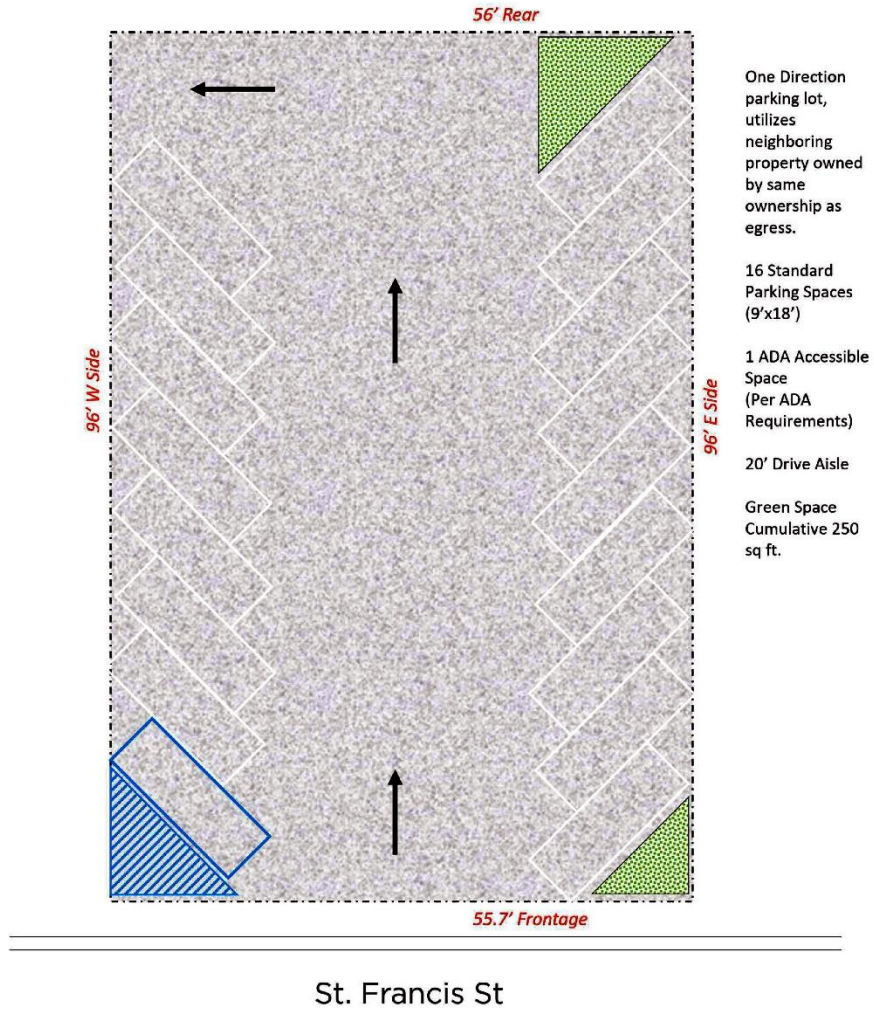 56’ Rear
One Direction
parking lot,
utilizes
neighboring
property owned
by same
ownership as
egress.
16 Standard
Parking Spaces
(9’x18’)
1 ADA Accessible
Space
(Per ADA
Requirements)
20’ Drive Aisle
Green Space
Cumulative 250
sq ft.
96’ W Side
96’ E Side
55.7’ Frontage
St. Francis St